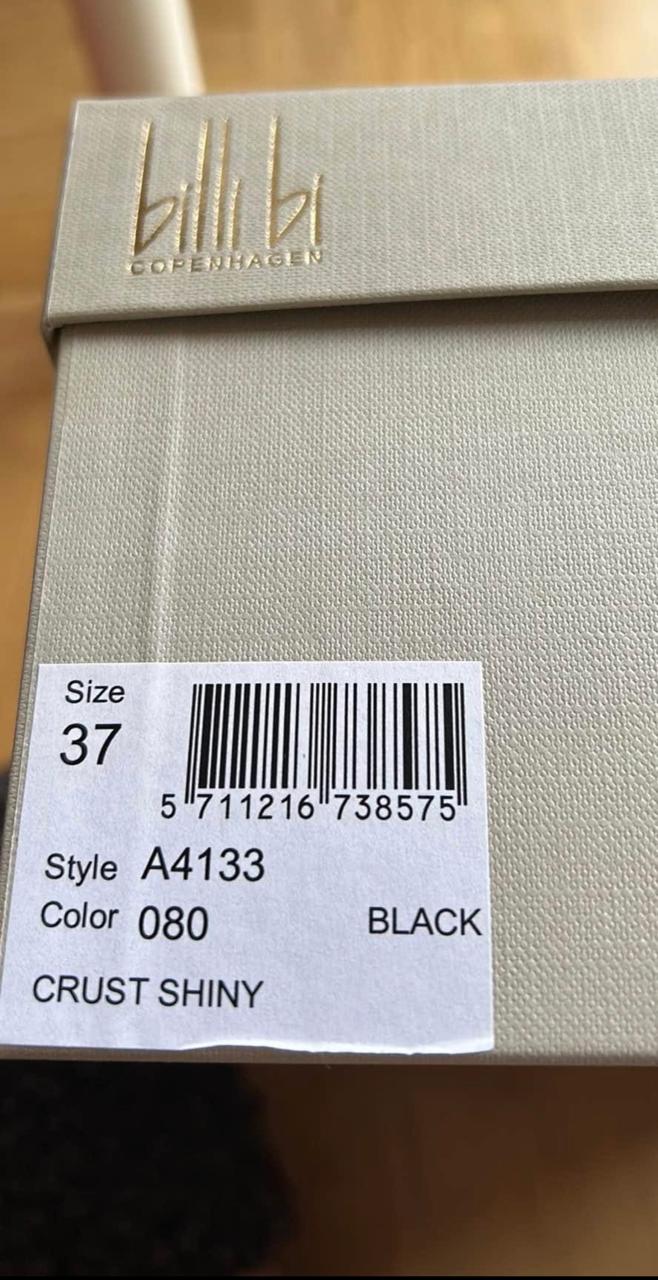 billi bi
COPENHAGEN
Size
37
5 711216 738575
Style A4133
Color 080 BLACK
CRUST SHINY